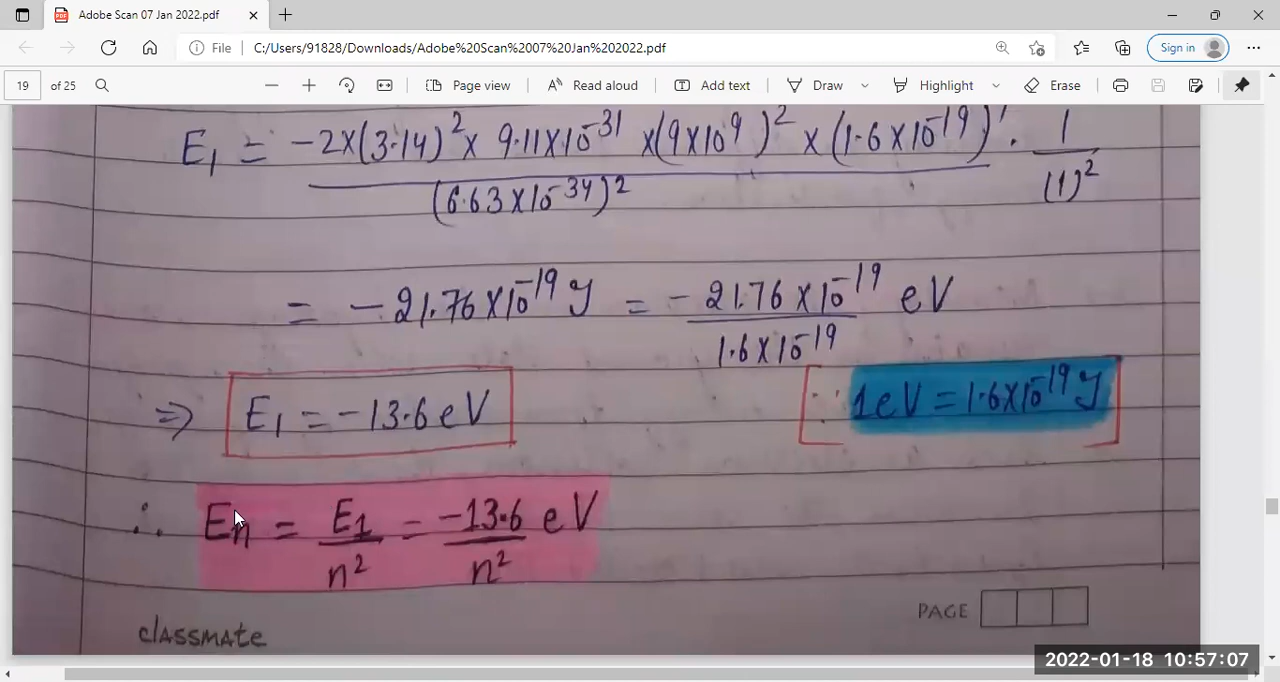 Adobe Scan 07 Jan 2022.pdf
File C:/Users/91828/Downloads/Adobe%20Scan%2007%20Jan%202022.pdf Sign in
19 of 25 Page view Read aloud Add text Draw Highlight Erase
E₁ = -2×(3.14)² × 9.11×10⁻³¹ ×(9×10⁹)² × (1.6×10⁻¹⁹) . 1
(6.63×10⁻³⁴)² (1)²
= -21.76×10⁻¹⁹ J = - 21.76×10⁻¹⁹ eV
1.6×10⁻¹⁹
⇒ E₁ = -13.6 eV [∵ 1eV = 1.6×10⁻¹⁹ J]
∴ En = E1 = -13.6 eV
n² n²
classmate
PAGE
2022-01-18 10:57:07